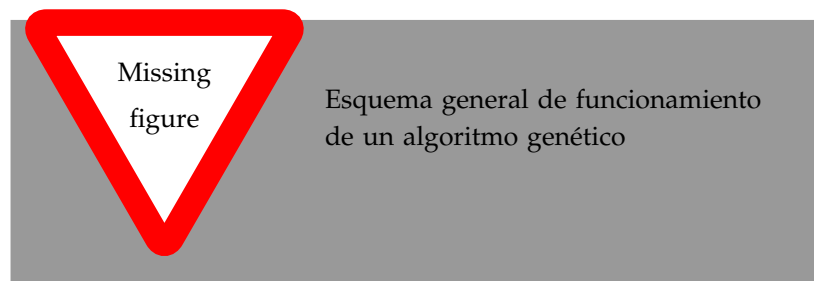 Missing
figure
Esquema general de funcionamiento
de un algoritmo genético